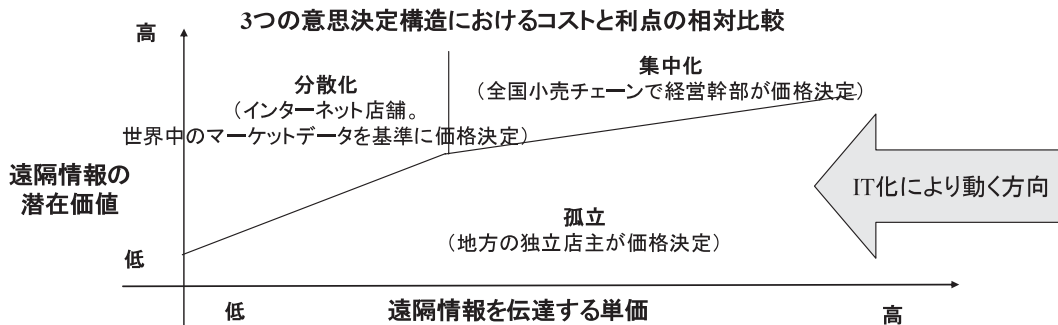 3つの意思決定構造におけるコストと利点の相対比較
高
分散化
（インターネット店舗。
世界中のマーケットデータを基準に価格決定）
集中化
（全国小売チェーンで経営幹部が価格決定）
遠隔情報の
潜在価値
IT化により動く方向
孤立
（地方の独立店主が価格決定）
低
低
遠隔情報を伝達する単価
高